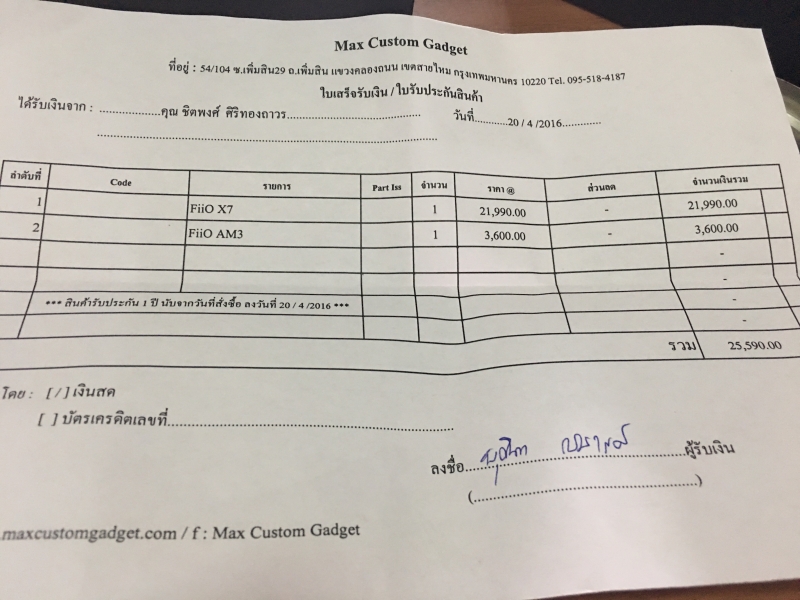 Max Custom Gadget
ที่อยู่ : 54/104 ซ.เพิ่มสิน29 ถ.เพิ่มสิน แขวงคลองถนน เขตสายไหม กรุงเทพมหานคร 10220 Tel. 095-518-4187
ใบเสร็จรับเงิน / ใบรับประกันสินค้า
ได้รับเงินจาก : ...................คุณ ชิตพงศ์ ศิริทองถาวร.......................................... วันที่...........20 / 4 /2016.............
ลำดับที่ Code รายการ Part Iss จำนวน ราคา @ ส่วนลด จำนวนเงินรวม
1 FiiO X7 1 21,990.00 - 21,990.00
2 FiiO AM3 1 3,600.00 - 3,600.00
-
-
*** สินค้ารับประกัน 1 ปี นับจากวันที่สั่งซื้อ ลงวันที่ 20 / 4 /2016 *** -
-
รวม 25,590.00
โดย : [ / ] เงินสด
[ ] บัตรเครดิตเลขที่..........................................................................
ลงชื่อ..........................................................ผู้รับเงิน
(............................................................)
maxcustomgadget.com / f : Max Custom Gadget